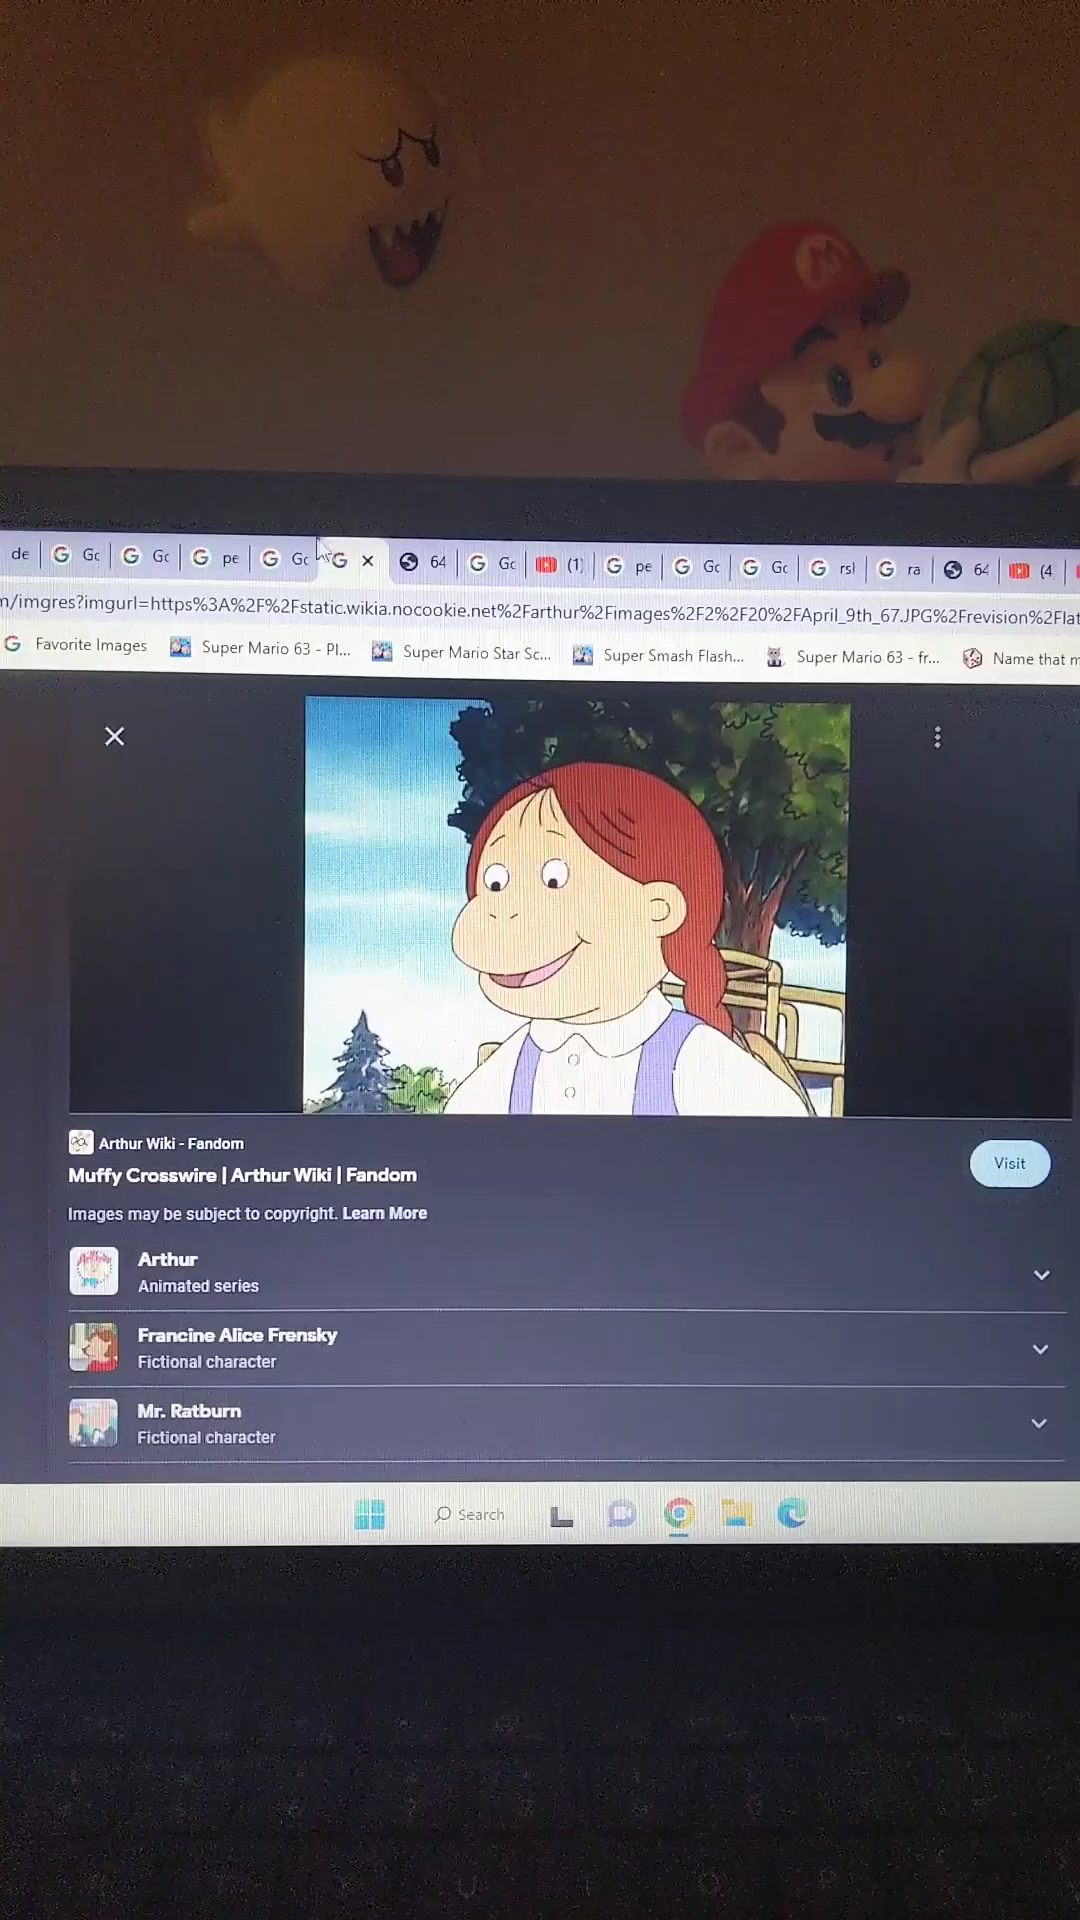 M
de Gc Gc pe Gc 64 Gc (1) pe Gc Gc rsl ra 64 (4
m/imgres?imgurl=https%3A%2F%2Fstatic.wikia.nocookie.net%2Farthur%2Fimages%2F2%2F20%2FApril_9th_67.JPG%2Frevision%2Flat
Favorite Images Super Mario 63 - Pl... Super Mario Star Sc... Super Smash Flash... Super Mario 63 - fr... Name that m
Arthur Wiki - Fandom
Muffy Crosswire | Arthur Wiki | Fandom
Visit
Images may be subject to copyright. Learn More
Arthur
Animated series
Francine Alice Frensky
Fictional character
Mr. Ratburn
Fictional character
Search